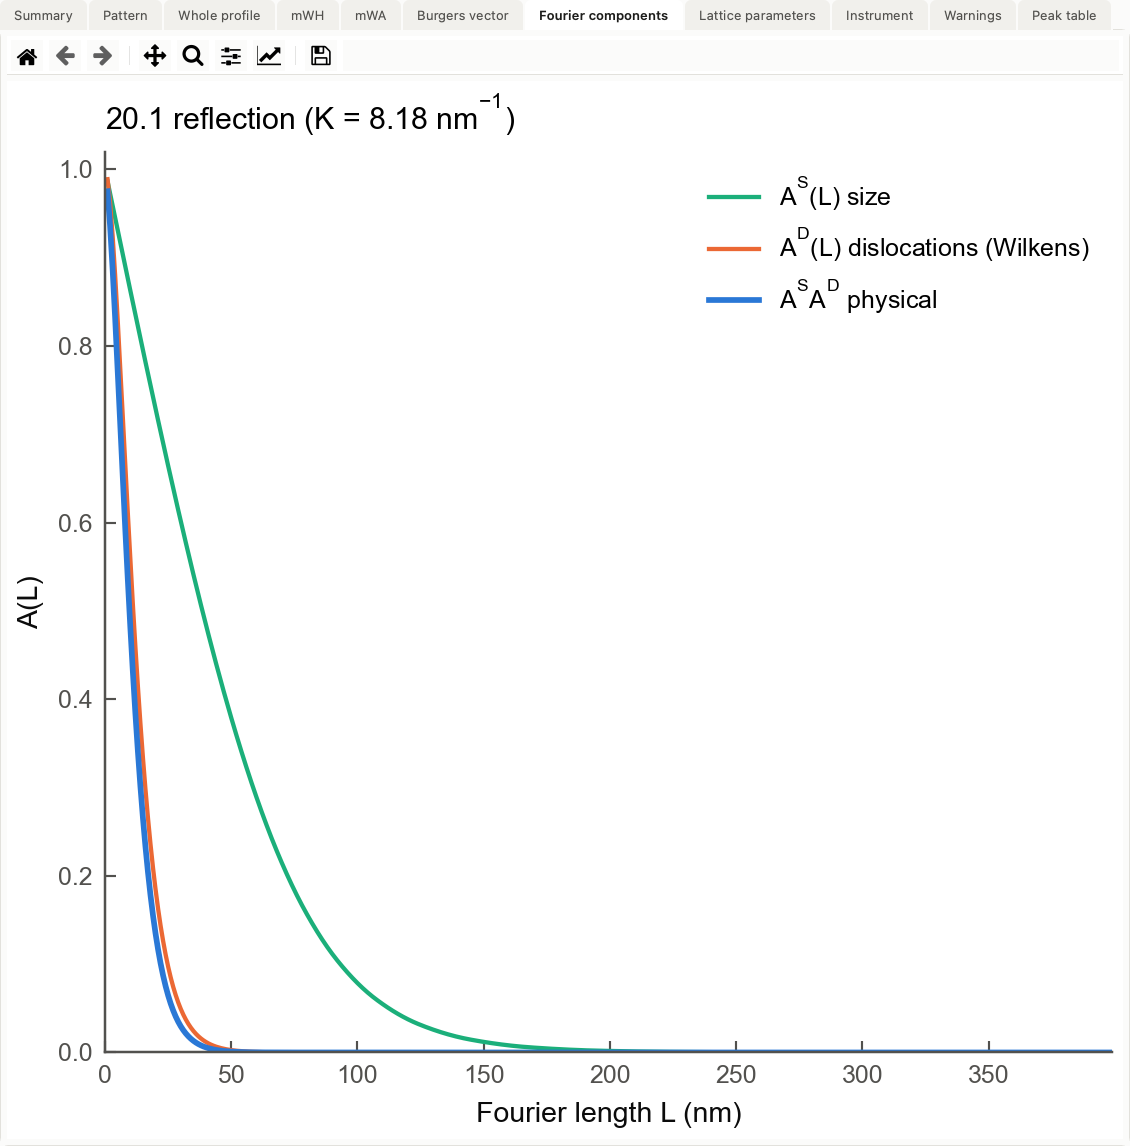 Summary Pattern Whole profile mWH mWA Burgers vector Fourier components Lattice parameters Instrument Warnings Peak table
20.1 reflection (K = 8.18 nm⁻¹)
1.0
0.8
0.6
0.4
0.2
0.0
A(L)
Aˢ(L) size
Aᴰ(L) dislocations (Wilkens)
AˢAᴰ physical
0 50 100 150 200 250 300 350
Fourier length L (nm)